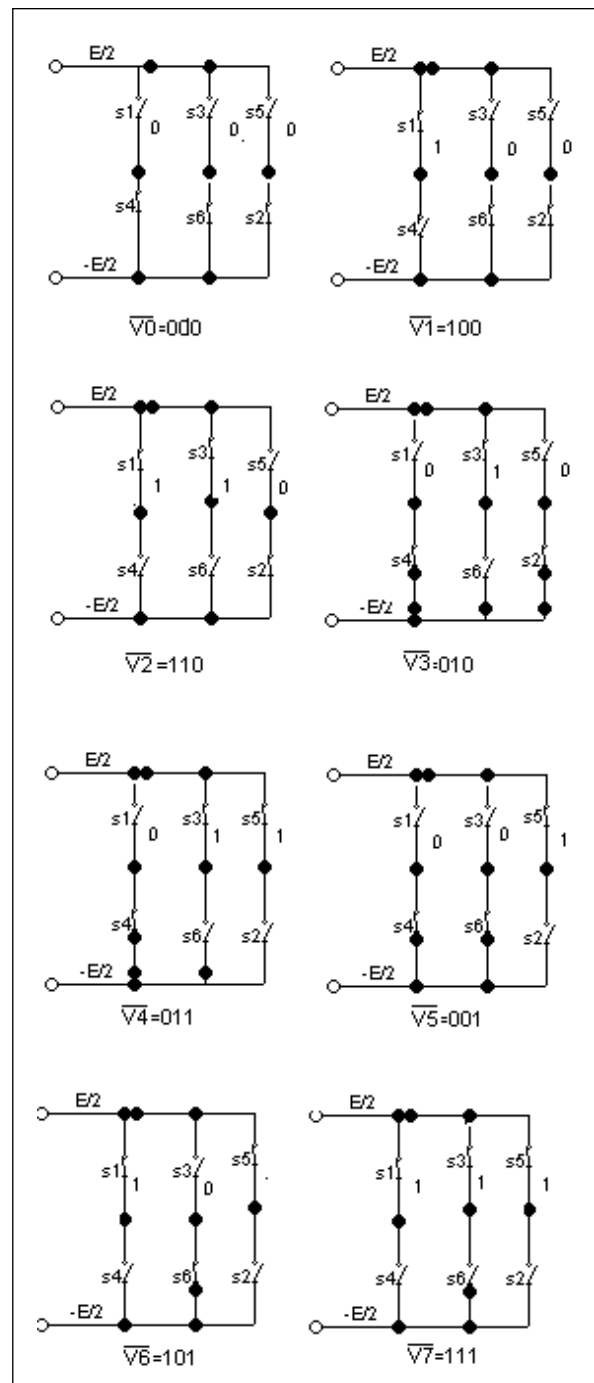 E/2 E/2
s1 s3 s5 s1 s3 s5
0 0 0 1 0 0
s4 s6 s2 s4 s6 s2
-E/2 -E/2
V0=000 V1=100
E/2 E/2
s1 s3 s5 s1 s3 s5
1 1 0 0 1 0
s4 s6 s2 s4 s6 s2
-E/2 -E/2
V2=110 V3=010
E/2 E/2
s1 s3 s5 s1 s3 s5
0 1 1 0 0 1
s4 s6 s2 s4 s6 s2
-E/2 -E/2
V4=011 V5=001
E/2 E/2
s1 s3 s5 s1 s3 s5
1 0 1 1 1
s4 s6 s2 s4 s6 s2
-E/2 -E/2
V6=101 V7=111